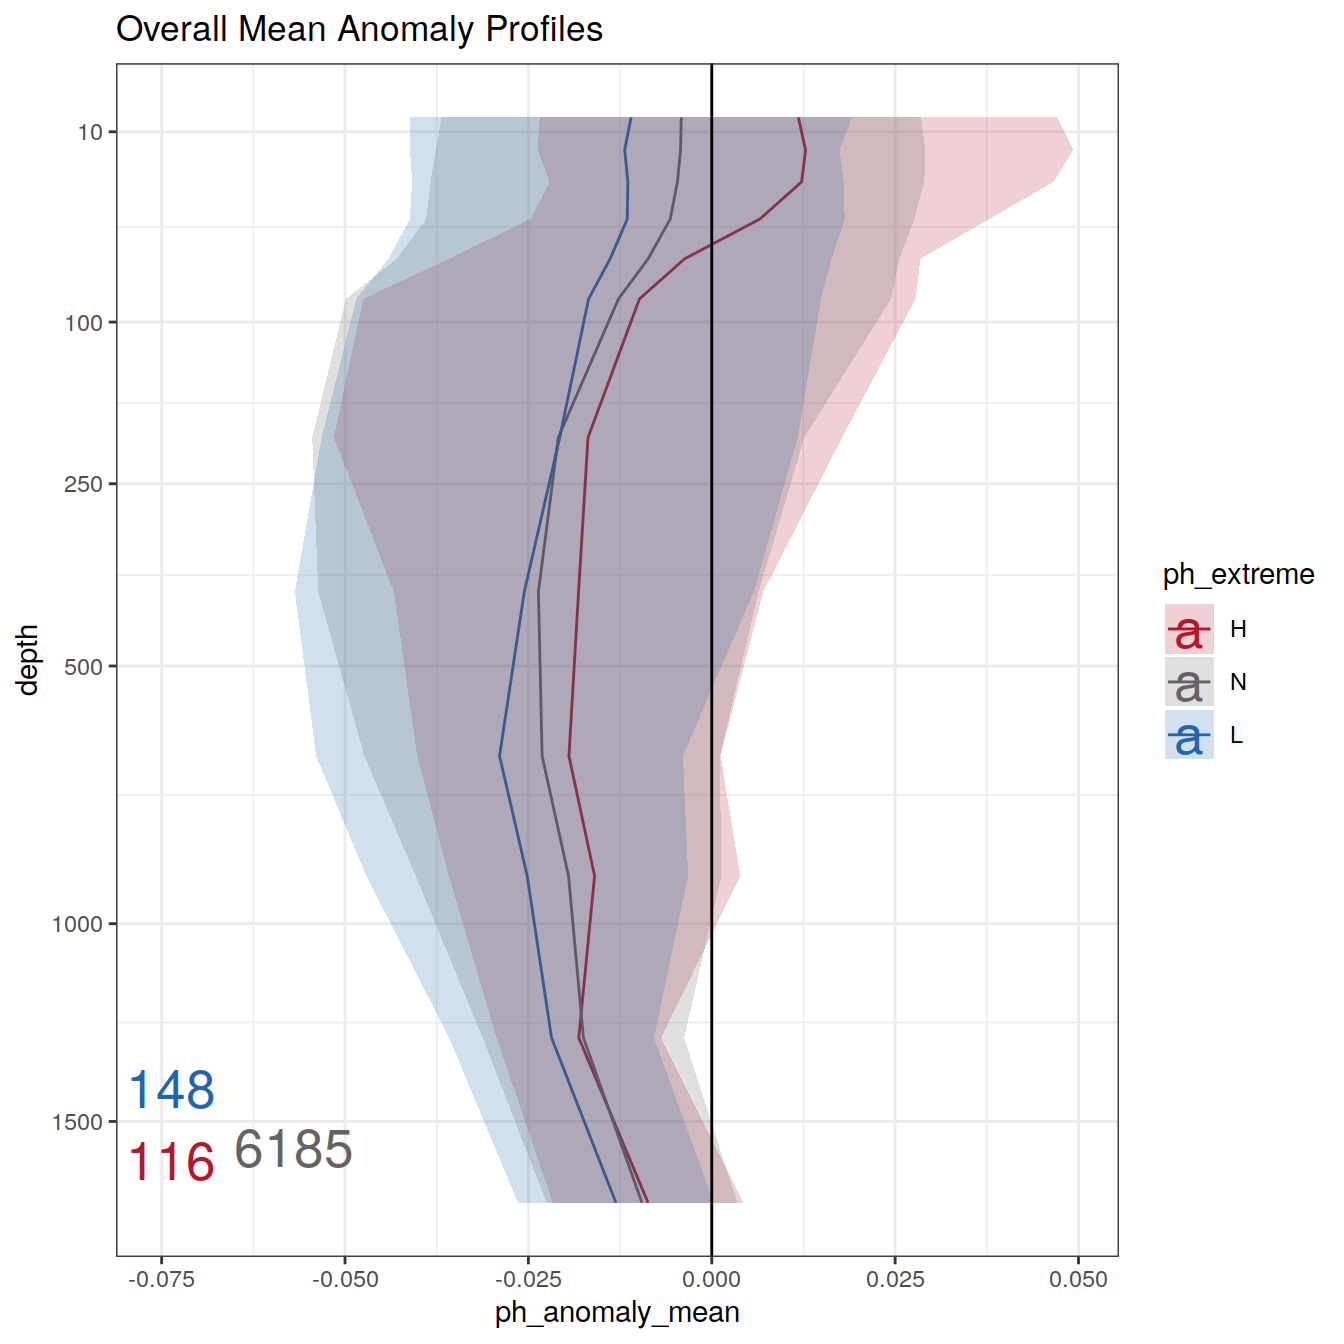 Overall Mean Anomaly Profiles
10
100
250
500
1000
1500
depth
148
116 6185
-0.075 -0.050 -0.025 0.000 0.025 0.050
ph_anomaly_mean
ph_extreme
a H
a N
a L